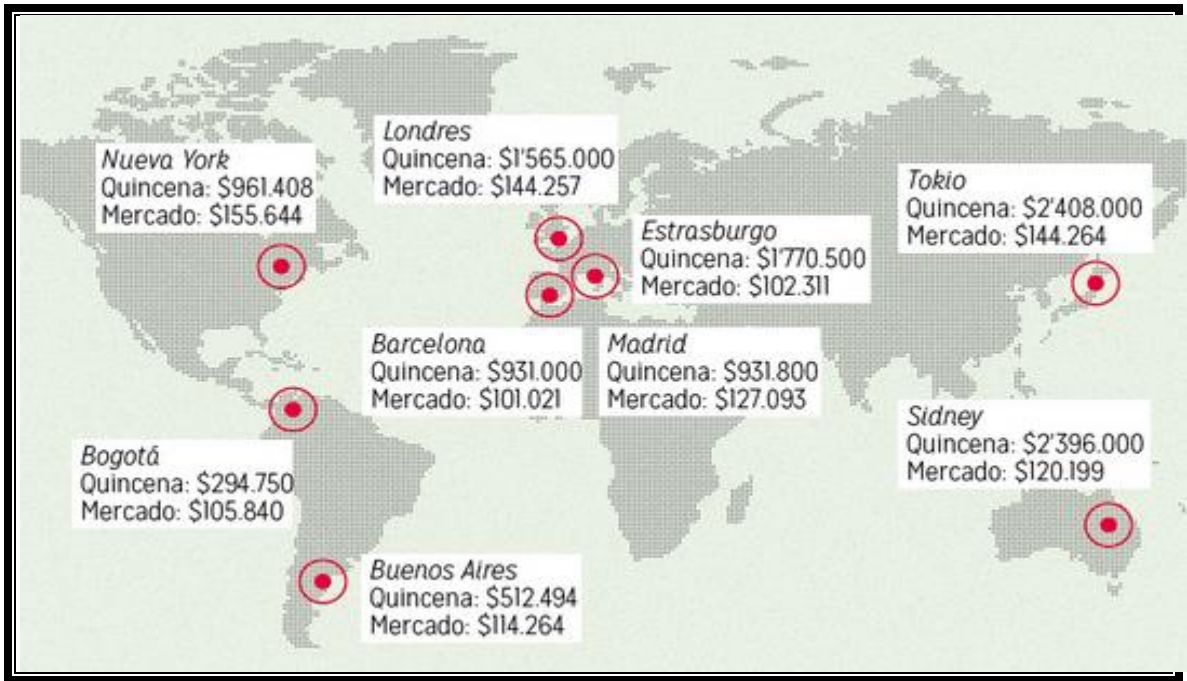 Nueva York
Quincena: $961.408
Mercado: $155.644
Londres
Quincena: $1'565.000
Mercado: $144.257
Estrasburgo
Quincena: $1'770.500
Mercado: $102.311
Tokio
Quincena: $2'408.000
Mercado: $144.264
Barcelona
Quincena: $931.000
Mercado: $101.021
Madrid
Quincena: $931.800
Mercado: $127.093
Sidney
Quincena: $2'396.000
Mercado: $120.199
Bogotá
Quincena: $294.750
Mercado: $105.840
Buenos Aires
Quincena: $512.494
Mercado: $114.264